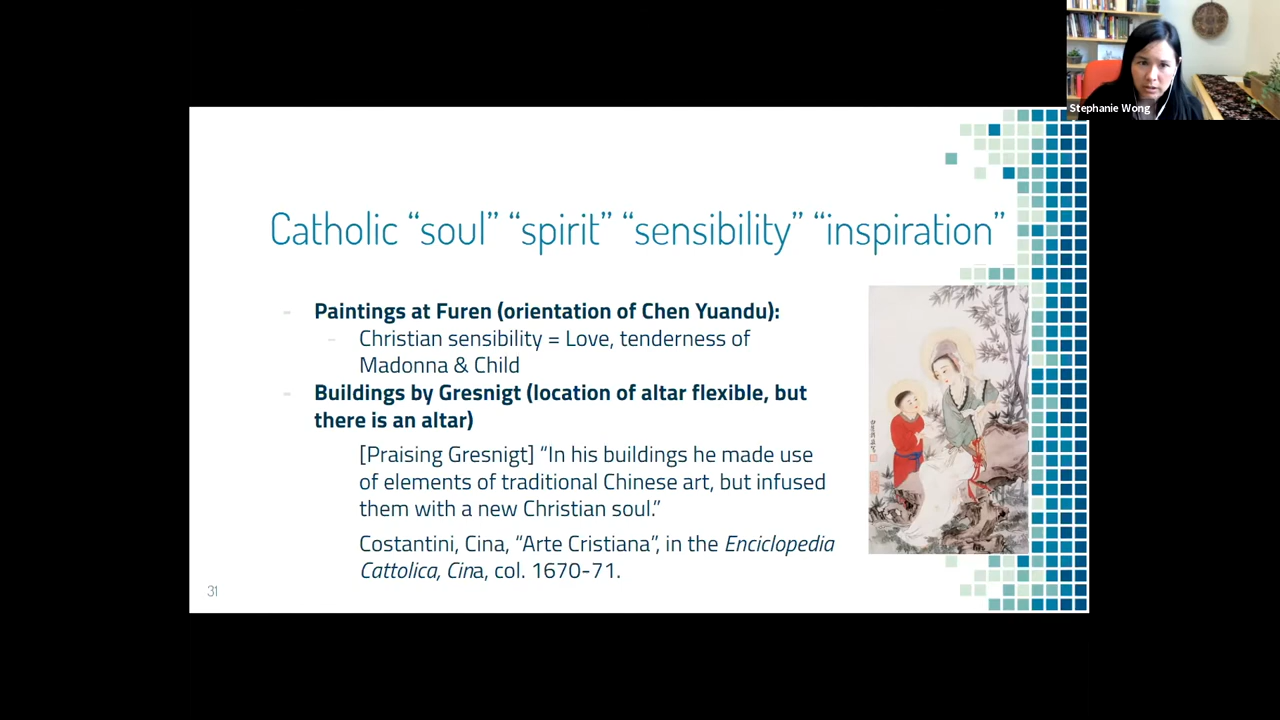 Stephanie Wong
Catholic “soul” “spirit” “sensibility” “inspiration”
- Paintings at Furen (orientation of Chen Yuandu):
- Christian sensibility = Love, tenderness of
Madonna & Child
- Buildings by Gresnigt (location of altar flexible, but
there is an altar)
[Praising Gresnigt] “In his buildings he made use
of elements of traditional Chinese art, but infused
them with a new Christian soul.”
Costantini, Cina, “Arte Cristiana”, in the Enciclopedia
Cattolica, Cina, col. 1670-71.
31